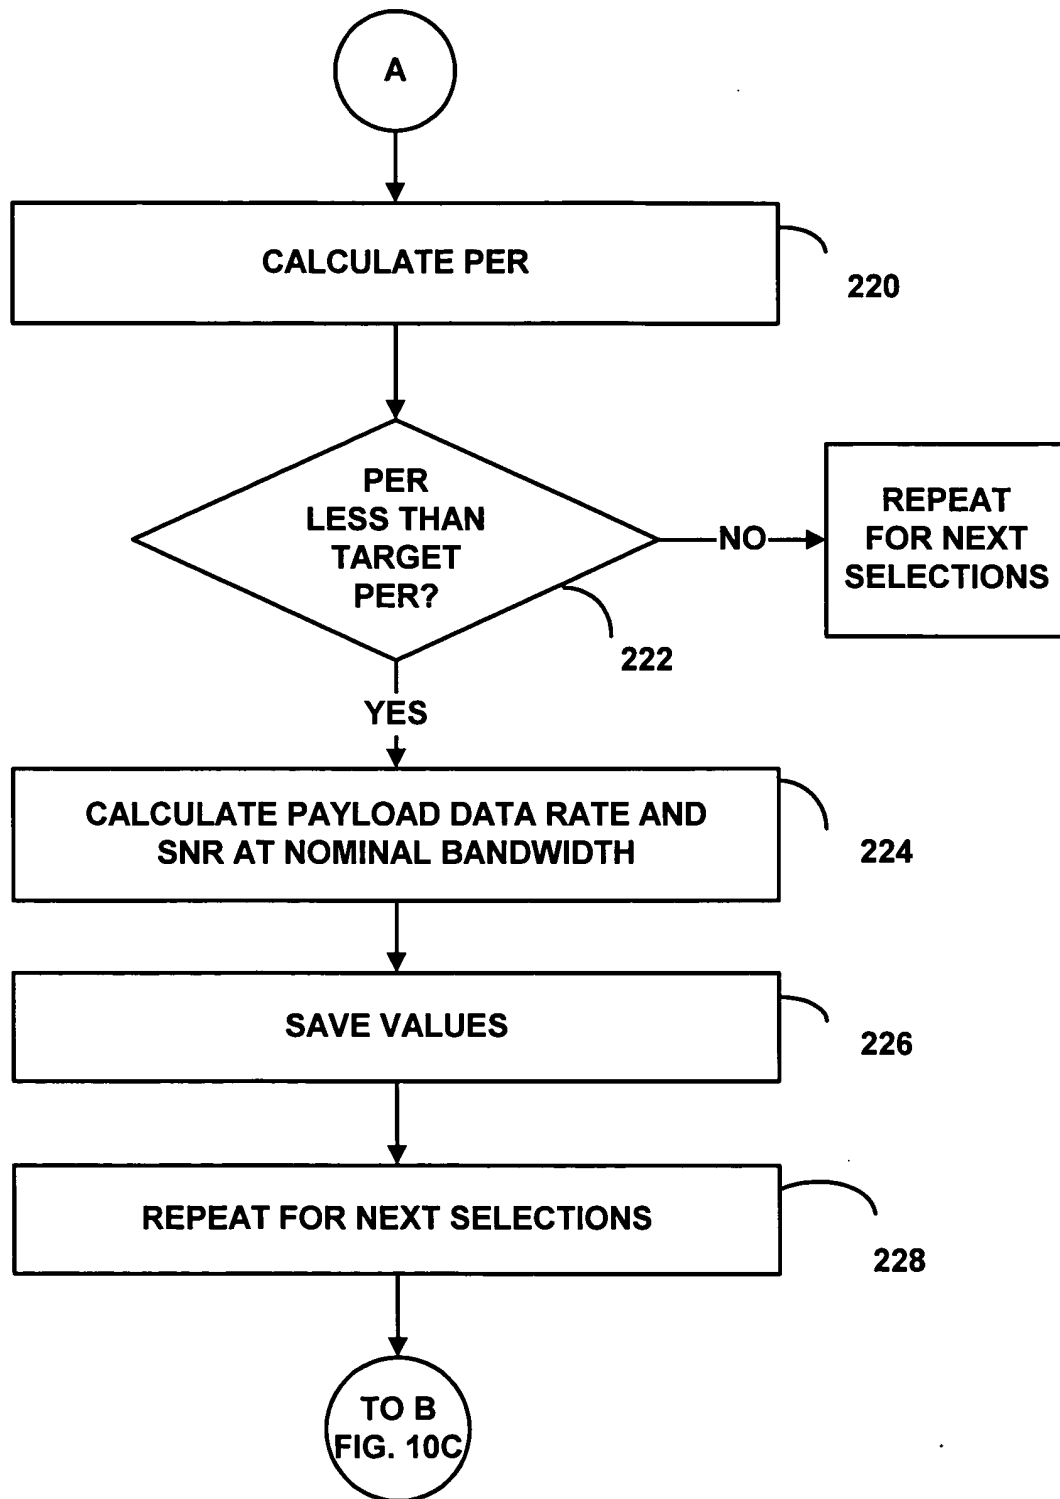 A
CALCULATE PER
220
PER
LESS THAN
TARGET
PER?
NO
REPEAT
FOR NEXT
SELECTIONS
222
YES
CALCULATE PAYLOAD DATA RATE AND
SNR AT NOMINAL BANDWIDTH
224
SAVE VALUES
226
REPEAT FOR NEXT SELECTIONS
228
TO B
FIG. 10C